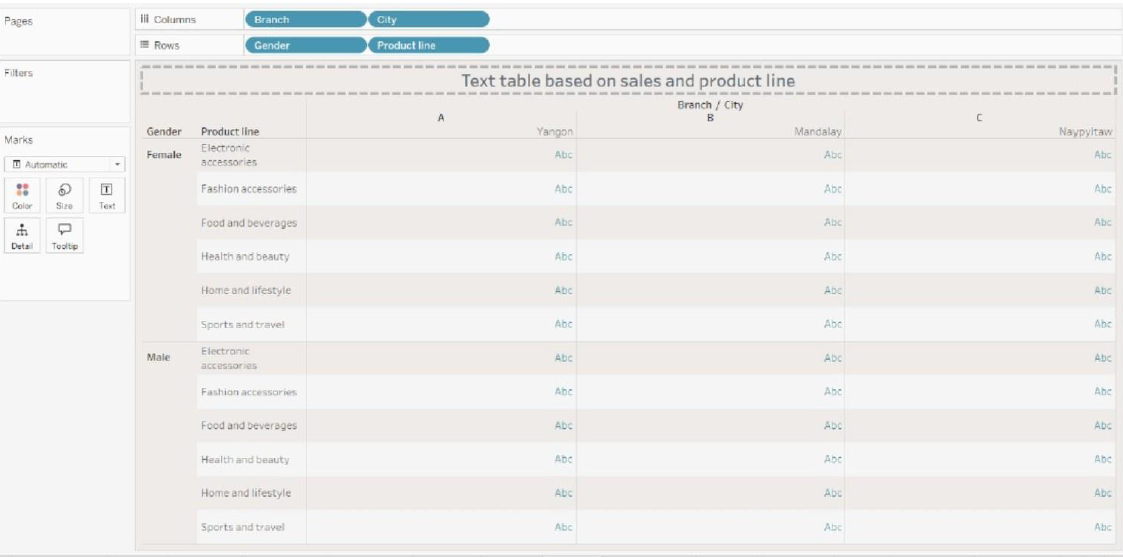 Pages
Columns Branch City
Rows Gender Product line
Filters
Marks
Automatic
Color Size Text
Detail Tooltip
Text table based on sales and product line
Branch / City
A B C
Gender Product line Yangon Mandalay Naypyitaw
Female Electronic accessories Abc Abc Abc
Fashion accessories Abc Abc Abc
Food and beverages Abc Abc Abc
Health and beauty Abc Abc Abc
Home and lifestyle Abc Abc Abc
Sports and travel Abc Abc Abc
Male Electronic accessories Abc Abc Abc
Fashion accessories Abc Abc Abc
Food and beverages Abc Abc Abc
Health and beauty Abc Abc Abc
Home and lifestyle Abc Abc Abc
Sports and travel Abc Abc Abc